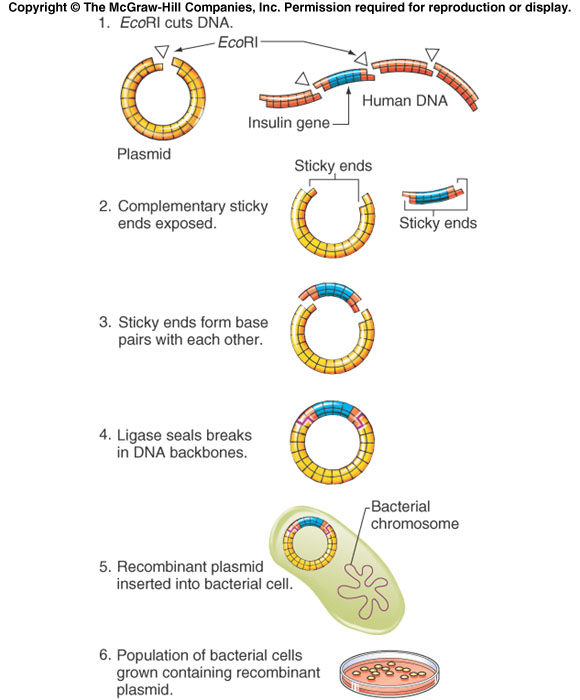 Copyright © The McGraw-Hill Companies, Inc. Permission required for reproduction or display.
1. EcoRI cuts DNA.
EcoRI
Insulin gene
Human DNA
Plasmid
Sticky ends
2. Complementary sticky
ends exposed.
Sticky ends
3. Sticky ends form base
pairs with each other.
4. Ligase seals breaks
in DNA backbones.
Bacterial
chromosome
5. Recombinant plasmid
inserted into bacterial cell.
6. Population of bacterial cells
grown containing recombinant
plasmid.